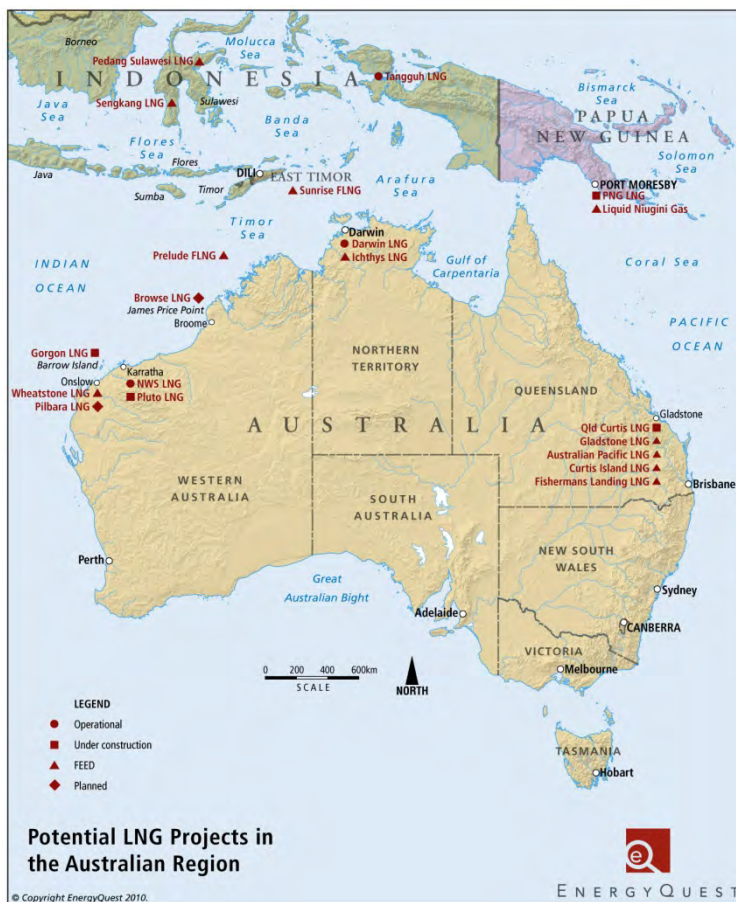 Borneo
Molucca
Sea
Pedang Sulawesi LNG
INDONESIA
Tangguh LNG
Bismarck
Sea
Java
Sea
Sengkang LNG
Sulawesi
Banda
Sea
PAPUA
NEW GUINEA
Flores
Sea
Solomon
Sea
Java
Flores
DILI
EAST TIMOR
Sumba
Timor
Sunrise FLNG
Arafura
Sea
PORT MORESBY
PNG LNG
Liquid Niugini Gas
Timor
Sea
Darwin
Darwin LNG
Ichthys LNG
Prelude FLNG
Gulf of
Carpentaria
Coral Sea
INDIAN
OCEAN
Browse LNG
James Price Point
Broome
PACIFIC
OCEAN
Gorgon LNG
Barrow Island
Karratha
Onslow
NWS LNG
Wheatstone LNG
Pluto LNG
Pilbara LNG
NORTHERN
TERRITORY
QUEENSLAND
AUSTRALIA
Gladstone
Qld Curtis LNG
Gladstone LNG
Australian Pacific LNG
Curtis Island LNG
Fishermans Landing LNG
Brisbane
WESTERN
AUSTRALIA
SOUTH
AUSTRALIA
NEW SOUTH
WALES
Perth
Great
Australian Bight
Adelaide
Sydney
CANBERRA
VICTORIA
Melbourne
0 200 400 600km
SCALE
NORTH
TASMANIA
Hobart
LEGEND
Operational
Under construction
FEED
Planned
Potential LNG Projects in
the Australian Region
e
ENERGYQUEST
© Copyright EnergyQuest 2010.